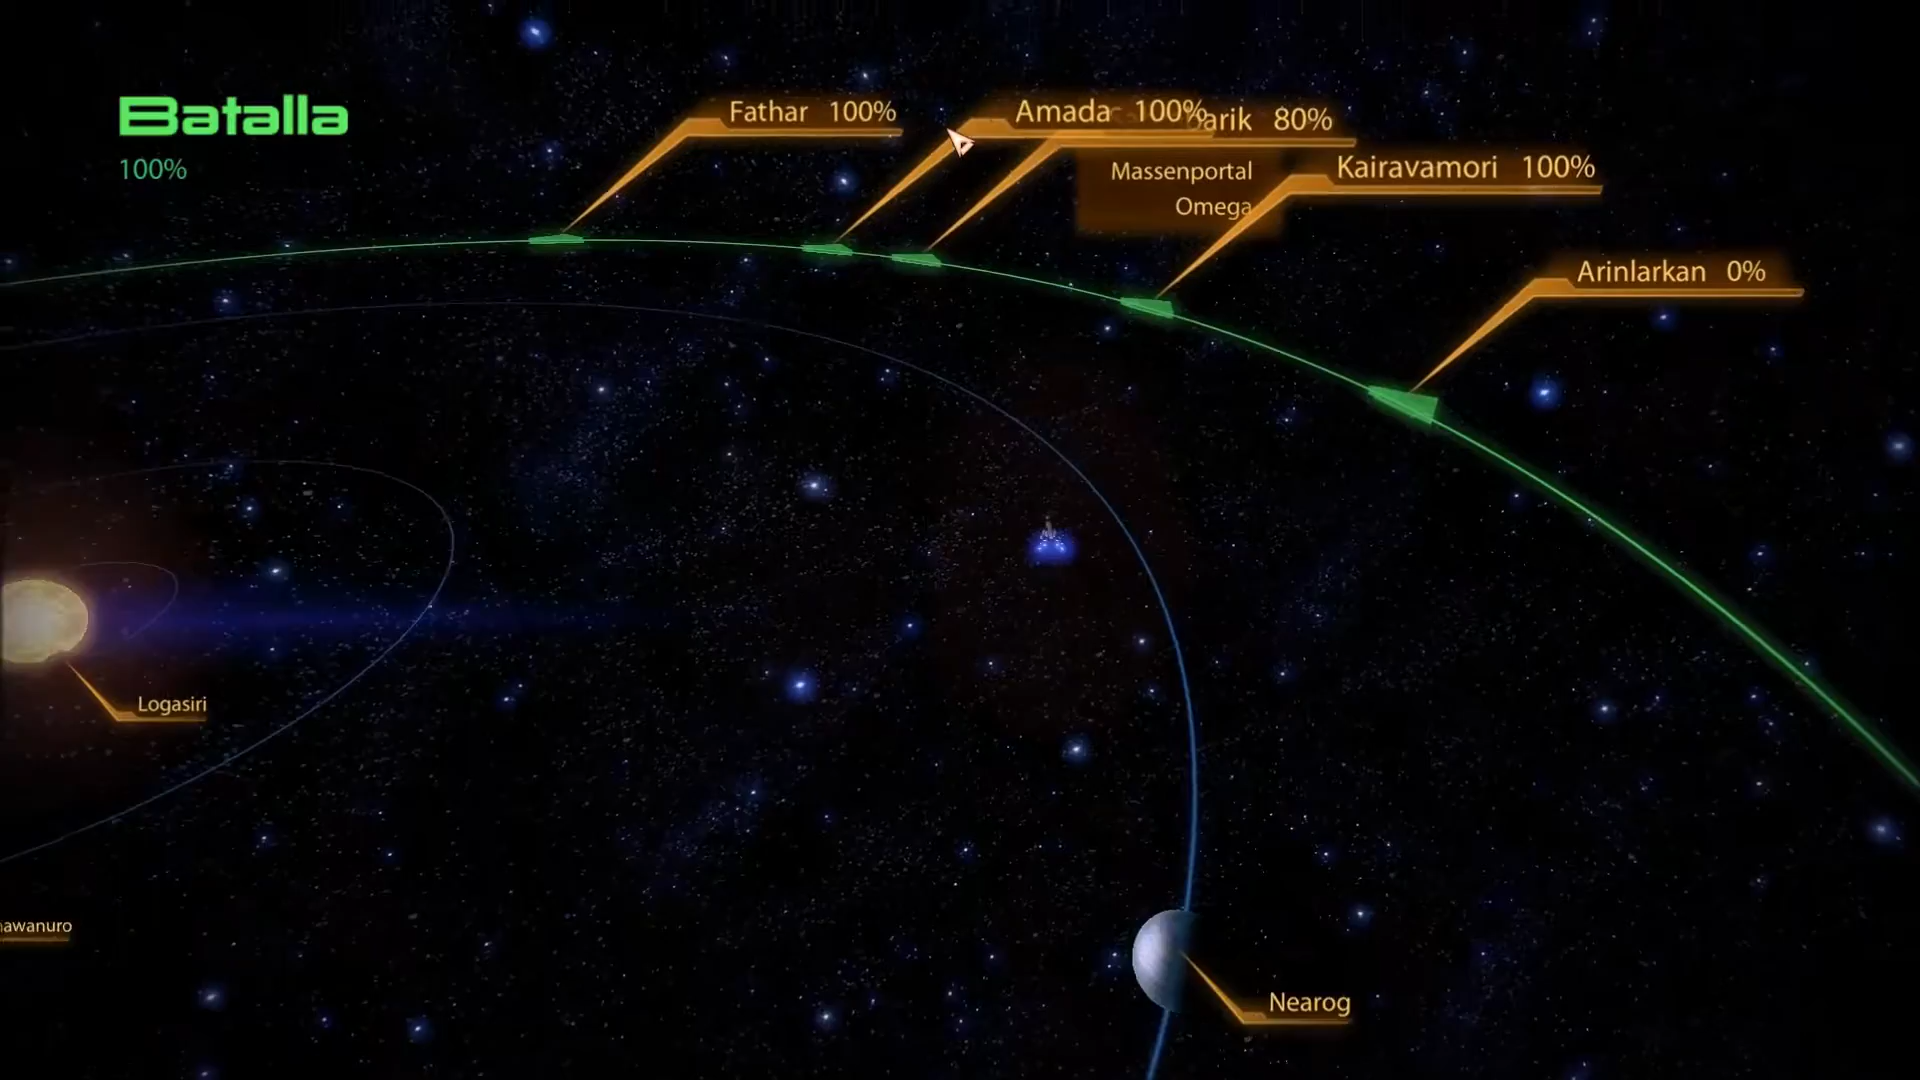 Batalla
100%
Fathar 100%
Amada 100%
arik 80%
Massenportal
Omega
Kairavamori 100%
Arinlarkan 0%
Logasiri
awanuro
Nearog